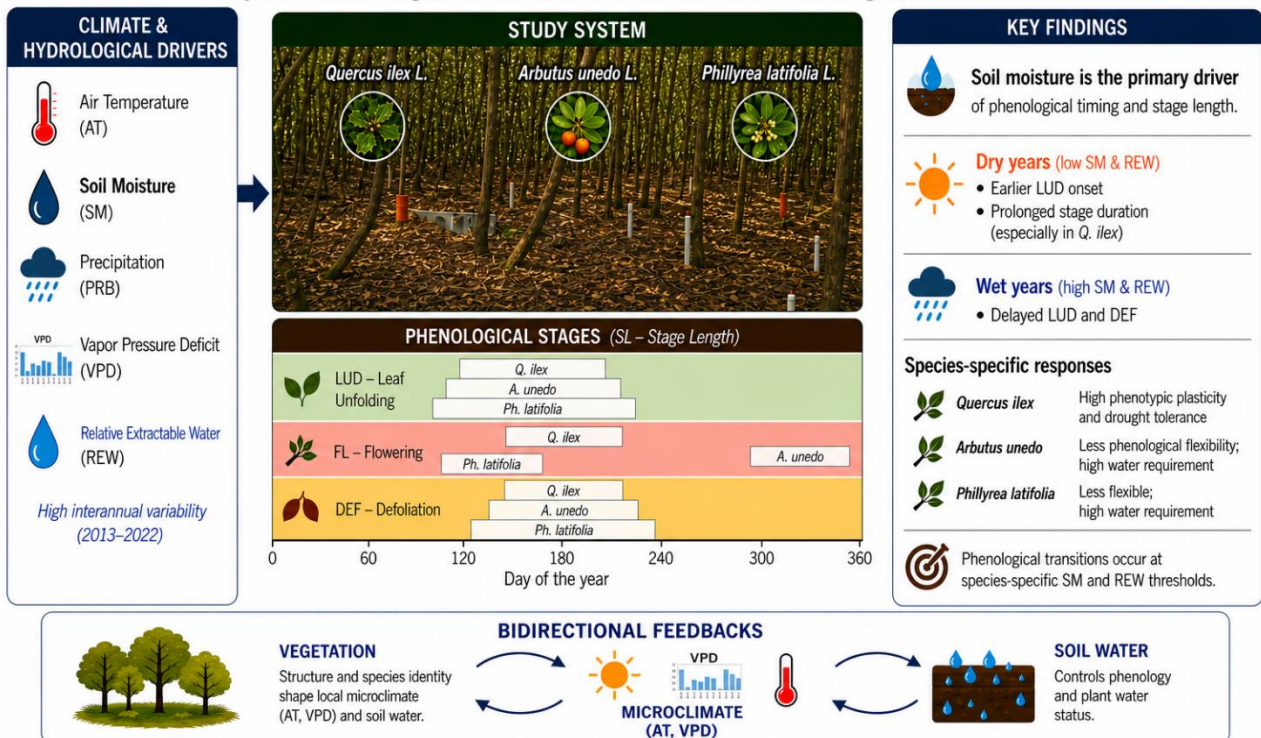 CLIMATE &
HYDROLOGICAL DRIVERS
Air Temperature
(AT)
Soil Moisture
(SM)
Precipitation
(PRB)
VPD
Vapor Pressure Deficit
(VPD)
Relative Extractable Water
(REW)
High interannual variability
(2013–2022)
STUDY SYSTEM
Quercus ilex L.
Arbutus unedo L.
Phillyrea latifolia L.
PHENOLOGICAL STAGES (SL – Stage Length)
LUD – Leaf
Unfolding
Q. ilex
A. unedo
Ph. latifolia
FL – Flowering
Q. ilex
Ph. latifolia
A. unedo
DEF – Defoliation
Q. ilex
A. unedo
Ph. latifolia
0 60 120 180 240 300 360
Day of the year
KEY FINDINGS
Soil moisture is the primary driver
of phenological timing and stage length.
Dry years (low SM & REW)
• Earlier LUD onset
• Prolonged stage duration
(especially in Q. ilex)
Wet years (high SM & REW)
• Delayed LUD and DEF
Species-specific responses
Quercus ilex High phenotypic plasticity
and drought tolerance
Arbutus unedo Less phenological flexibility;
high water requirement
Phillyrea latifolia Less flexible;
high water requirement
Phenological transitions occur at
species-specific SM and REW thresholds.
BIDIRECTIONAL FEEDBACKS
VEGETATION
Structure and species identity
shape local microclimate
(AT, VPD) and soil water.
VPD
MICROCLIMATE
(AT, VPD)
SOIL WATER
Controls phenology
and plant water
status.